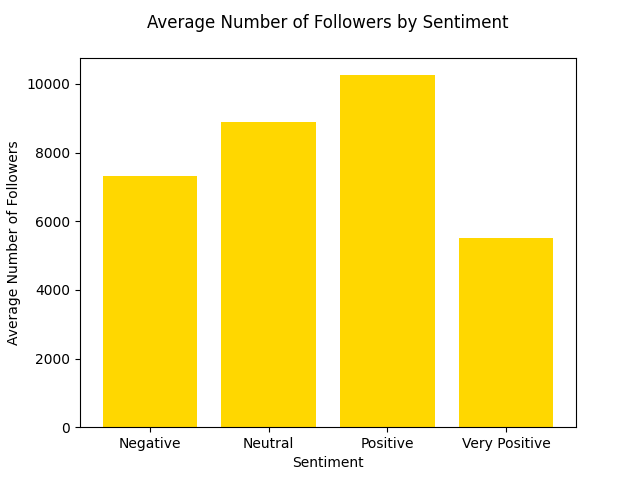 Average Number of Followers by Sentiment
Average Number of Followers
10000
8000
6000
4000
2000
0
Negative Neutral Positive Very Positive
Sentiment